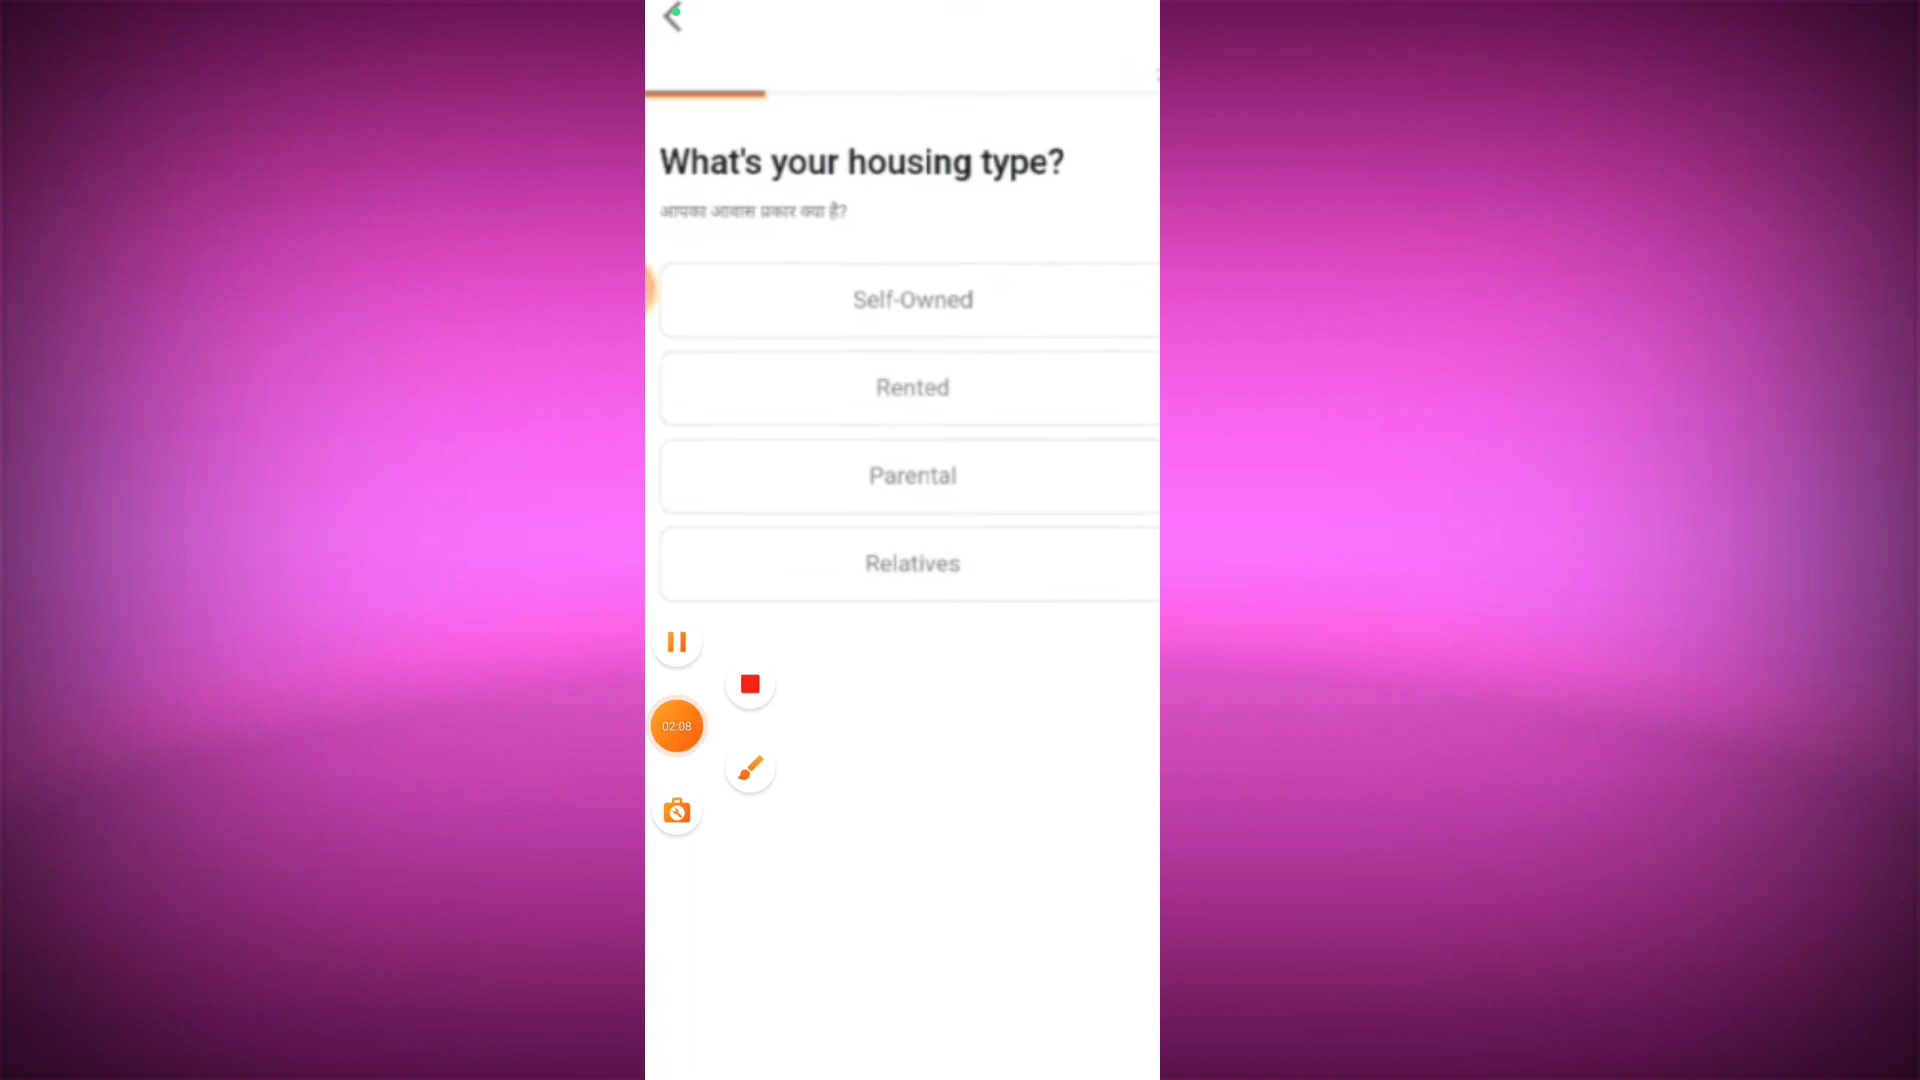 What's your housing type?
आपका आवास प्रकार क्या है?
Self-Owned
Rented
Parental
Relatives
02:08